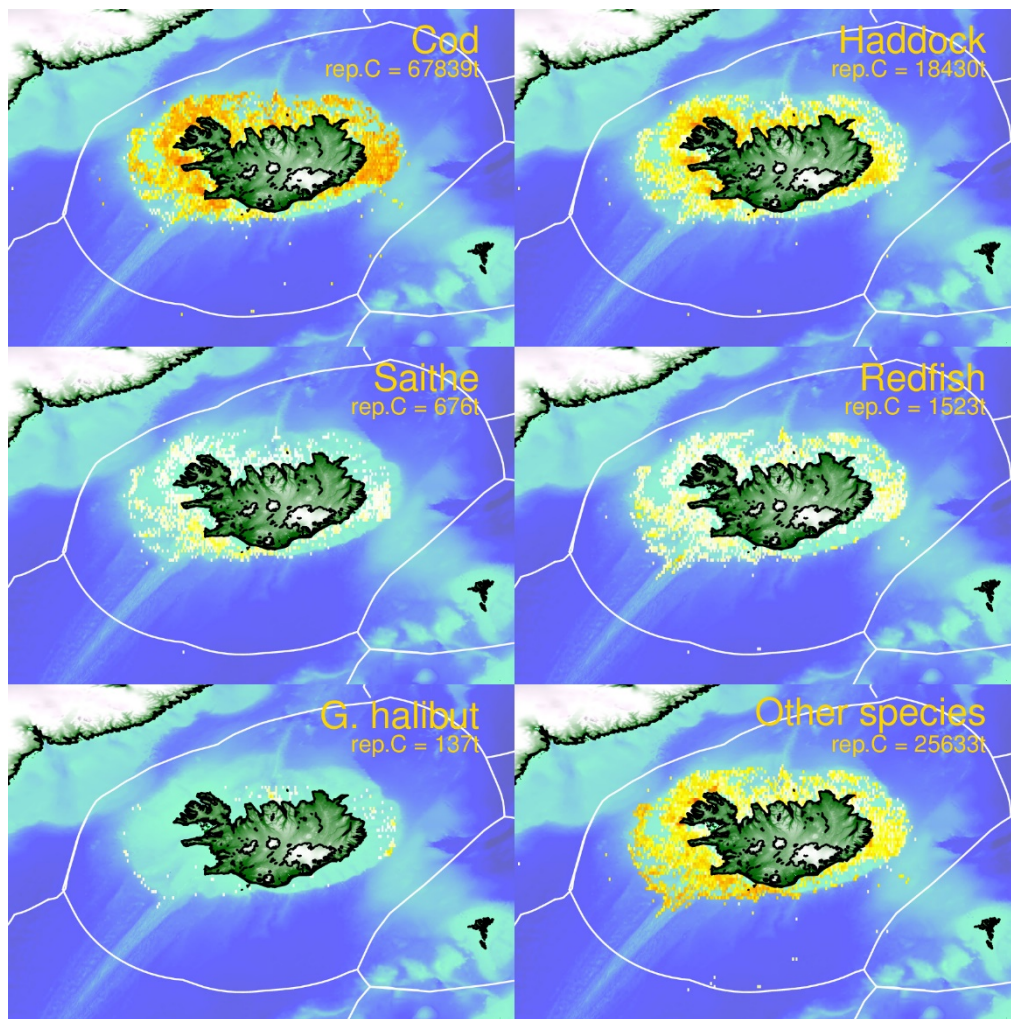 Cod
rep.C = 67839t
Haddock
rep.C = 18430t
Saithe
rep.C = 676t
Redfish
rep.C = 1523t
G. halibut
rep.C = 137t
Other species
rep.C = 25633t